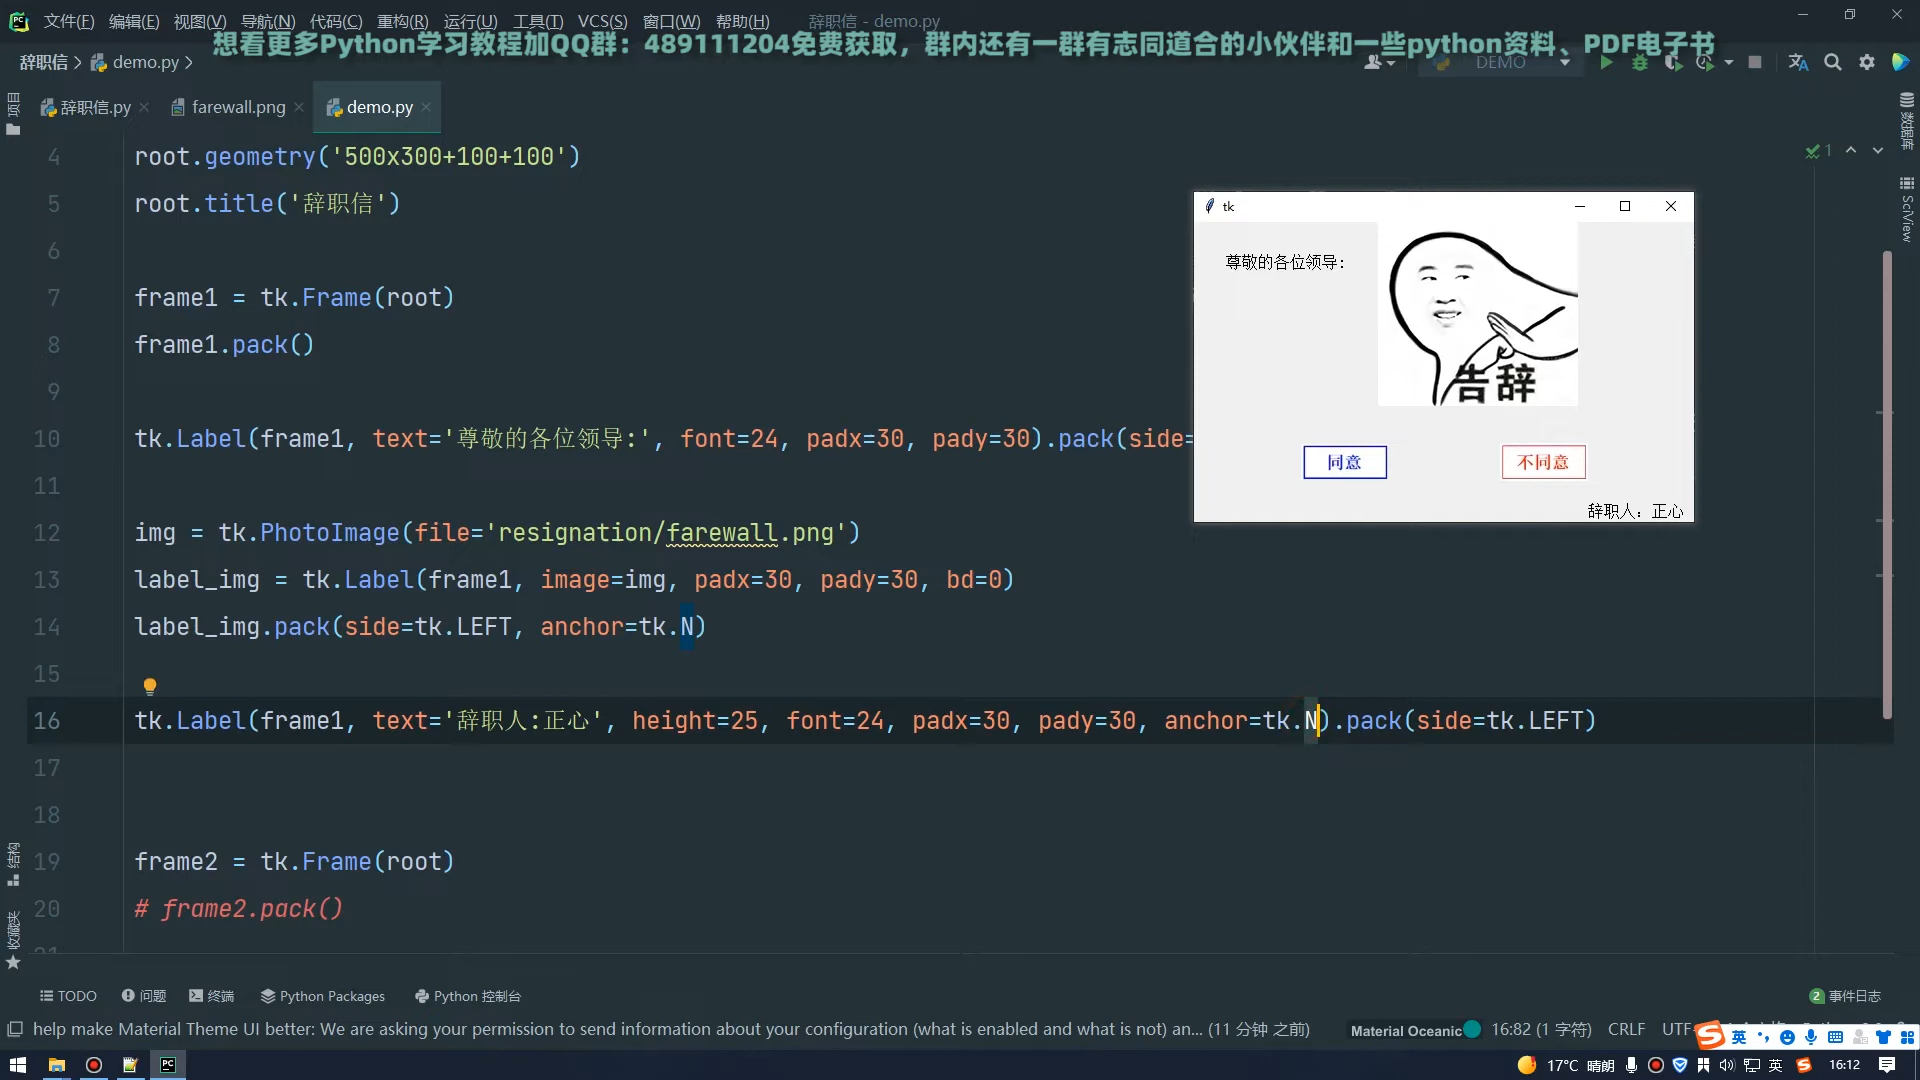 文件(F) 编辑(E) 视图(V) 导航(N) 代码(C) 重构(R) 运行(U) 工具(T) VCS(S) 窗口(W) 帮助(H) 辞职信 - demo.py
想看更多Python学习教程加QQ群：489111204免费获取，群内还有一群有志同道合的小伙伴和一些python资料、PDF电子书
辞职信 demo.py DEMO
项目
辞职信.py farewall.png demo.py
数据库
SciView
1
4 root.geometry('500x300+100+100')
5 root.title('辞职信')
6
7 frame1 = tk.Frame(root)
8 frame1.pack()
9
10 tk.Label(frame1, text='尊敬的各位领导:', font=24, padx=30, pady=30).pack(side=
11
12 img = tk.PhotoImage(file='resignation/farewall.png')
13 label_img = tk.Label(frame1, image=img, padx=30, pady=30, bd=0)
14 label_img.pack(side=tk.LEFT, anchor=tk.N)
15
16 tk.Label(frame1, text='辞职人:正心', height=25, font=24, padx=30, pady=30, anchor=tk.N).pack(side=tk.LEFT)
17
18
19 frame2 = tk.Frame(root)
20 # frame2.pack()
tk
尊敬的各位领导:
告辞
同意 不同意
辞职人：正心
结构
收藏夹
TODO 问题 终端 Python Packages Python 控制台 2 事件日志
help make Material Theme UI better: We are asking your permission to send information about your configuration (what is enabled and what is not) an... (11 分钟 之前) Material Oceanic 16:82 (1 字符) CRLF UTF-
英
17°C 晴朗 英 16:12